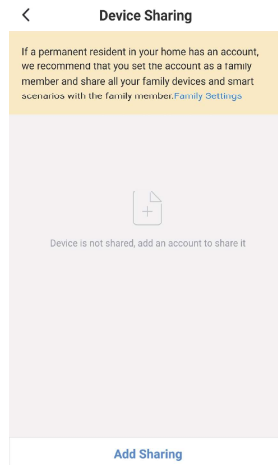 Device Sharing
If a permanent resident in your home has an account,
we recommend that you set the account as a family
member and share all your family devices and smart
scenarios with the family member.Family Settings
Device is not shared, add an account to share it
Add Sharing